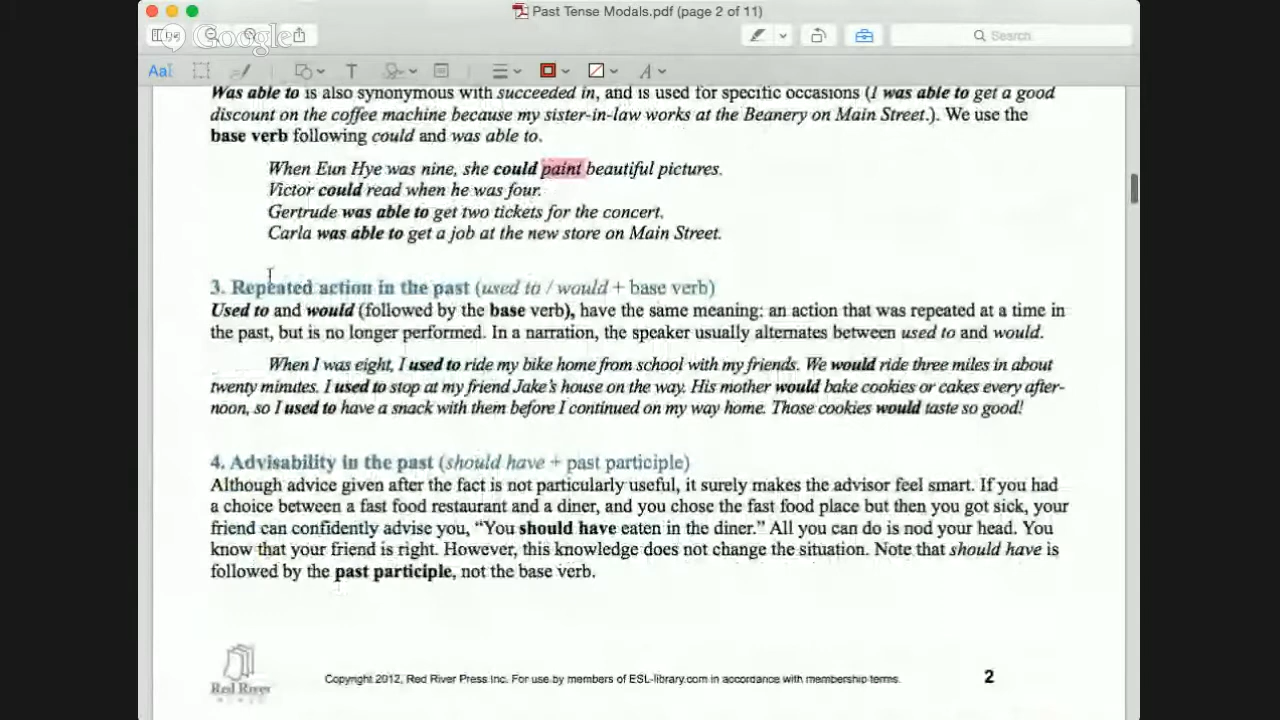 Past Tense Modals.pdf (page 2 of 11)
Google
Search
Aa
T
A
Was able to is also synonymous with succeeded in, and is used for specific occasions (I was able to get a good
discount on the coffee machine because my sister-in-law works at the Beanery on Main Street.). We use the
base verb following could and was able to.
When Eun Hye was nine, she could paint beautiful pictures.
Victor could read when he was four.
Gertrude was able to get two tickets for the concert.
Carla was able to get a job at the new store on Main Street.
3. Repeated action in the past (used to / would + base verb)
Used to and would (followed by the base verb), have the same meaning: an action that was repeated at a time in
the past, but is no longer performed. In a narration, the speaker usually alternates between used to and would.
When I was eight, I used to ride my bike home from school with my friends. We would ride three miles in about
twenty minutes. I used to stop at my friend Jake's house on the way. His mother would bake cookies or cakes every after-
noon, so I used to have a snack with them before I continued on my way home. Those cookies would taste so good!
4. Advisability in the past (should have + past participle)
Although advice given after the fact is not particularly useful, it surely makes the advisor feel smart. If you had
a choice between a fast food restaurant and a diner, and you chose the fast food place but then you got sick, your
friend can confidently advise you, “You should have eaten in the diner.” All you can do is nod your head. You
know that your friend is right. However, this knowledge does not change the situation. Note that should have is
followed by the past participle, not the base verb.
Red River
Copyright 2012, Red River Press Inc. For use by members of ESL-library.com in accordance with membership terms.
2